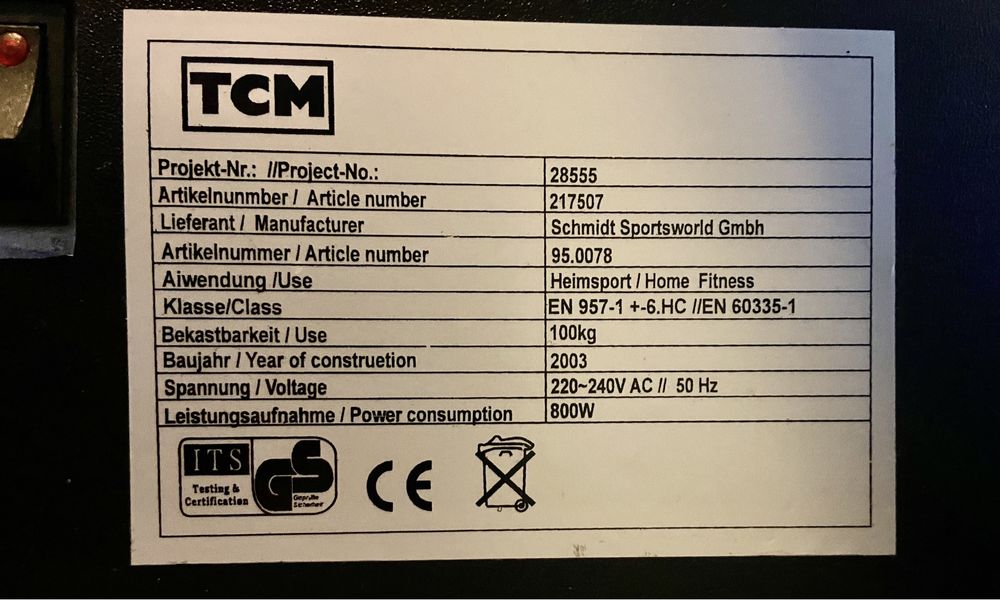 TCM
Projekt-Nr.: //Project-No.: 28555
Artikelnunmber / Article number 217507
Lieferant / Manufacturer Schmidt Sportsworld Gmbh
Artikelnummer / Article number 95.0078
Aiwendung /Use Heimsport / Home Fitness
Klasse/Class EN 957-1 +-6.HC //EN 60335-1
Bekastbarkeit / Use 100kg
Baujahr / Year of construetion 2003
Spannung / Voltage 220~240V AC // 50 Hz
Leistungsaufnahme / Power consumption 800W
ITS
Testing &
Certification
GS
Geprüfte
Sicherheit
CE